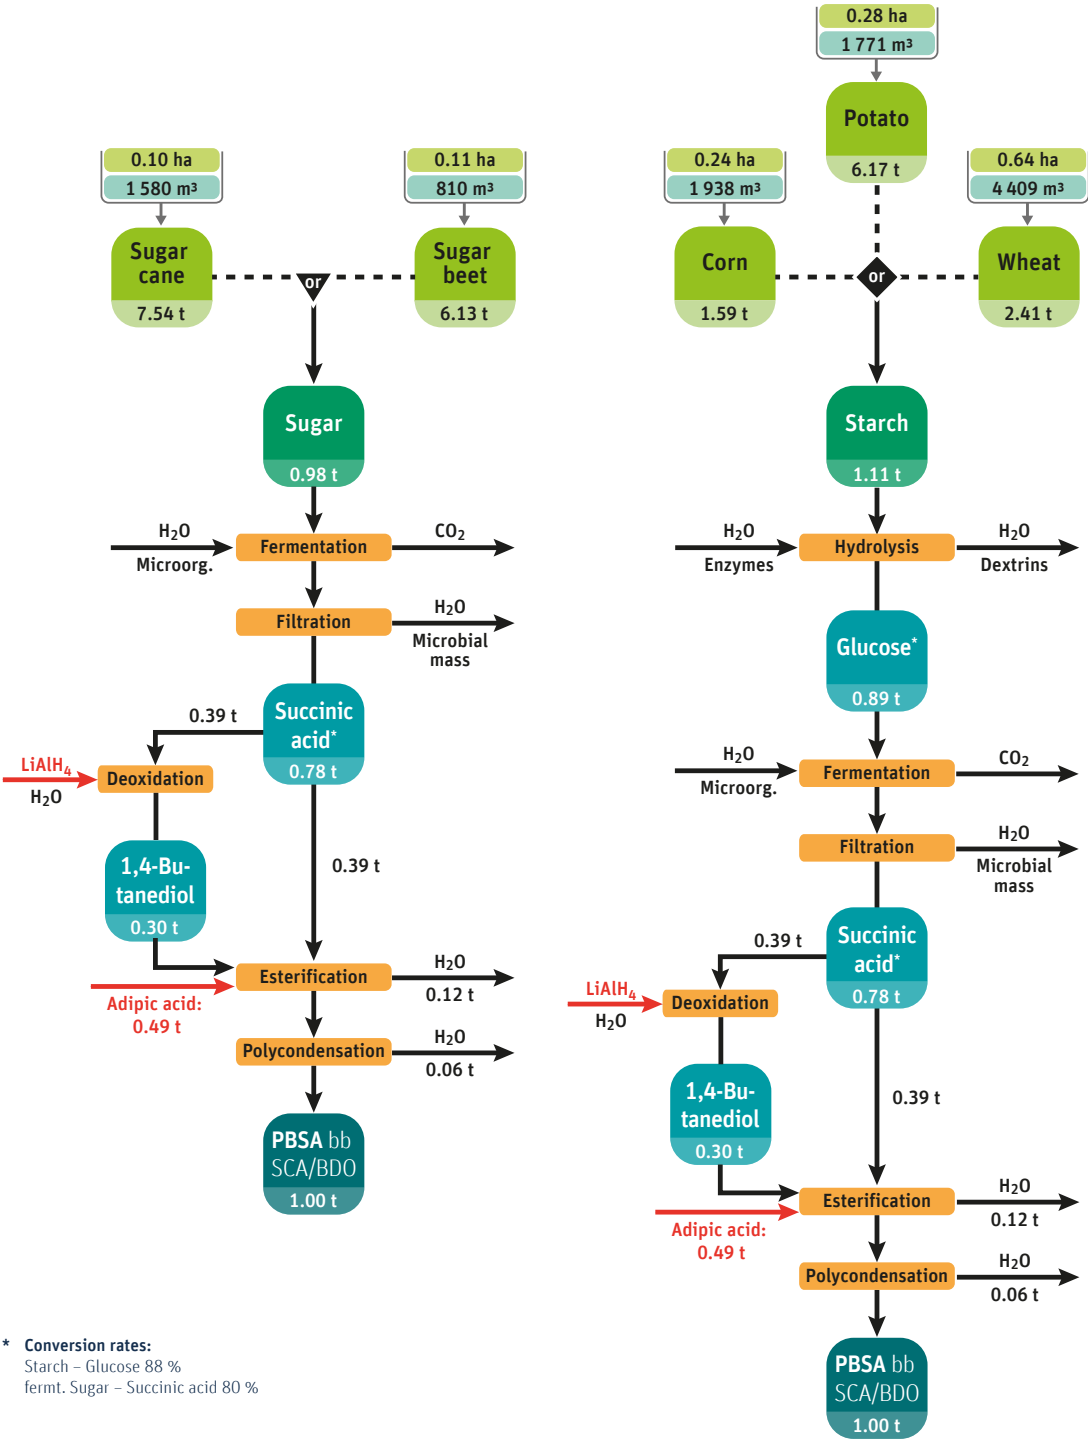 0.28 ha
1 771 m³
Potato
6.17 t
0.10 ha
1 580 m³
Sugar
cane
7.54 t
or
0.11 ha
810 m³
Sugar
beet
6.13 t
0.24 ha
1 938 m³
Corn
1.59 t
or
0.64 ha
4 409 m³
Wheat
2.41 t
Sugar
0.98 t
H₂O
Microorg.
Fermentation
CO₂
Filtration
H₂O
Microbial
mass
Succinic
acid*
0.78 t
0.39 t
LiAlH₄
H₂O
Deoxidation
1,4-Bu-
tanediol
0.30 t
0.39 t
Adipic acid:
0.49 t
Esterification
H₂O
0.12 t
Polycondensation
H₂O
0.06 t
PBSA bb
SCA/BDO
1.00 t
Starch
1.11 t
H₂O
Enzymes
Hydrolysis
H₂O
Dextrins
Glucose*
0.89 t
H₂O
Microorg.
Fermentation
CO₂
Filtration
H₂O
Microbial
mass
Succinic
acid*
0.78 t
0.39 t
LiAlH₄
H₂O
Deoxidation
1,4-Bu-
tanediol
0.30 t
0.39 t
Adipic acid:
0.49 t
Esterification
H₂O
0.12 t
Polycondensation
H₂O
0.06 t
PBSA bb
SCA/BDO
1.00 t
* Conversion rates:
Starch – Glucose 88 %
fermt. Sugar – Succinic acid 80 %